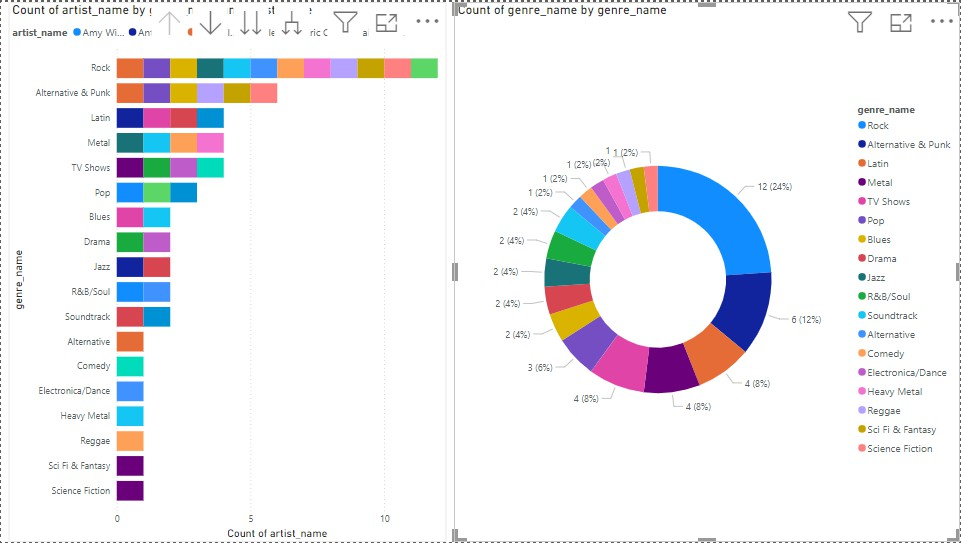 Count of artist_name by
artist_name Amy Wi...
Rock
Alternative & Punk
Latin
Metal
TV Shows
Pop
Blues
Drama
Jazz
R&B/Soul
Soundtrack
Alternative
Comedy
Electronica/Dance
Heavy Metal
Reggae
Sci Fi & Fantasy
Science Fiction
genre_name
0 5 10
Count of artist_name
Count of genre_name by genre_name
12 (24%)
6 (12%)
4 (8%)
4 (8%)
4 (8%)
3 (6%)
2 (4%)
2 (4%)
2 (4%)
2 (4%)
2 (4%)
1 (2%)
1 (2%)
1 (2%)
(2%)
1
1 (2%)
genre_name
Rock
Alternative & Punk
Latin
Metal
TV Shows
Pop
Blues
Drama
Jazz
R&B/Soul
Soundtrack
Alternative
Comedy
Electronica/Dance
Heavy Metal
Reggae
Sci Fi & Fantasy
Science Fiction